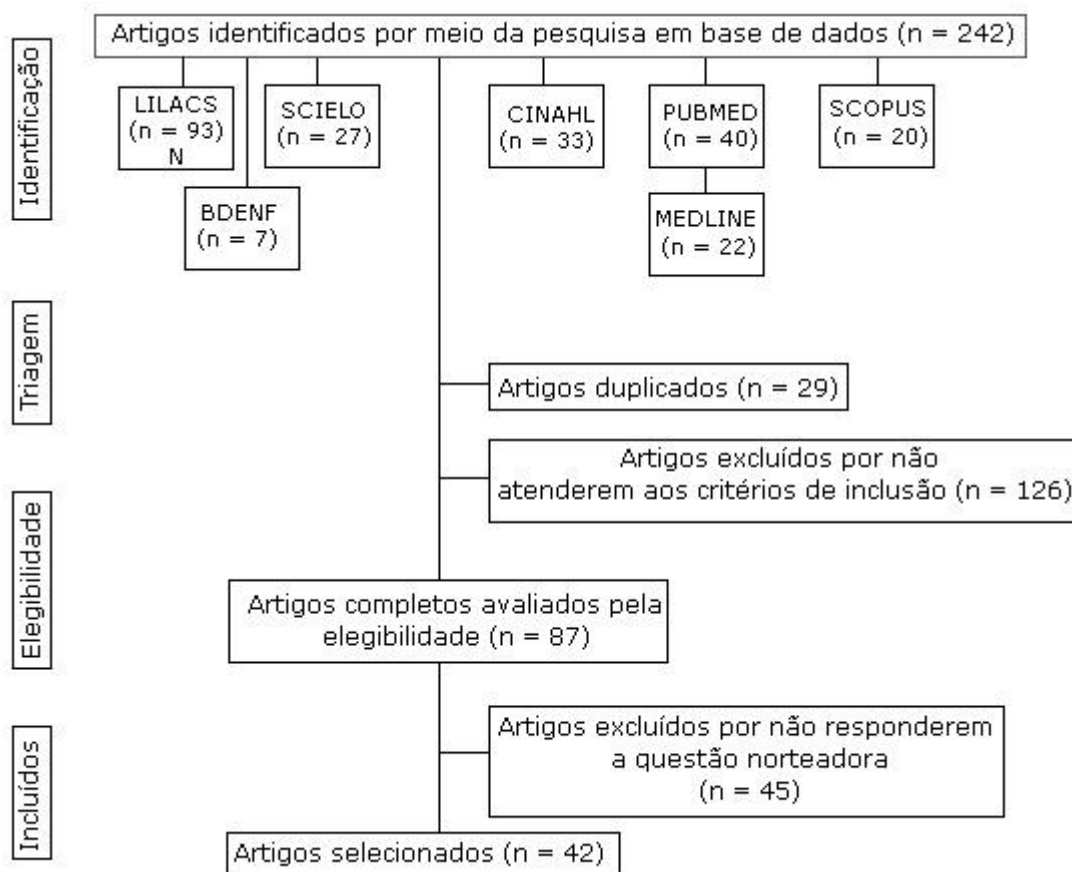 Identificação
Artigos identificados por meio da pesquisa em base de dados (n = 242)
LILACS
(n = 93)
N
SCIELO
(n = 27)
CINAHL
(n = 33)
PUBMED
(n = 40)
SCOPUS
(n = 20)
BDENF
(n = 7)
MEDLINE
(n = 22)
Triagem
Artigos duplicados (n = 29)
Artigos excluídos por não
atenderem aos critérios de inclusão (n = 126)
Elegibilidade
Artigos completos avaliados pela
elegibilidade (n = 87)
Incluídos
Artigos excluídos por não responderem
a questão norteadora
(n = 45)
Artigos selecionados (n = 42)